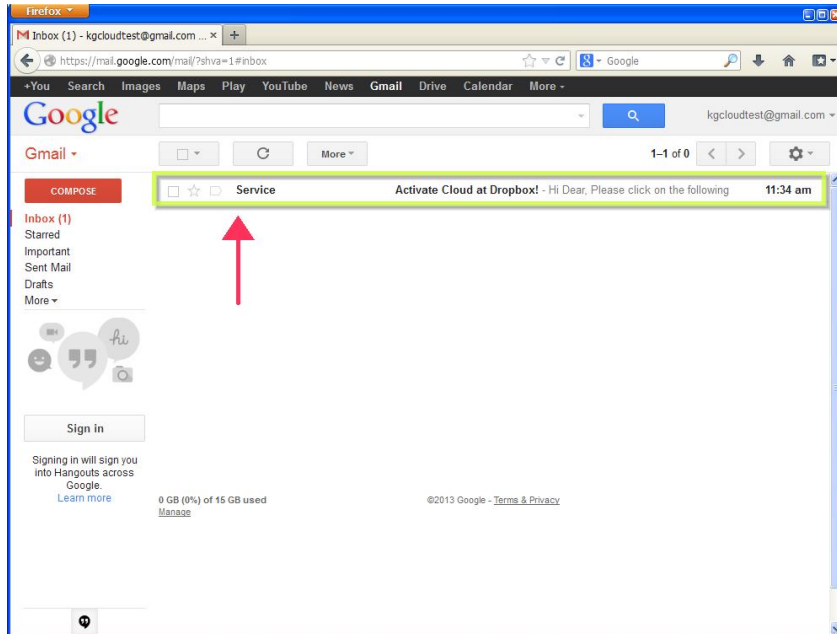 Firefox
Inbox (1) - kgcloudtest@gmail.com ... × +
https://mail.google.com/mail/?shva=1#inbox
8 Google
+You Search Images Maps Play YouTube News Gmail Drive Calendar More
Google
kgcloudtest@gmail.com
Gmail
More
1–1 of 0
COMPOSE
Service Activate Cloud at Dropbox! - Hi Dear, Please click on the following 11:34 am
Inbox (1)
Starred
Important
Sent Mail
Drafts
More
hi
Sign in
Signing in will sign you
into Hangouts across
Google.
Learn more
0 GB (0%) of 15 GB used
Manage
©2013 Google - Terms & Privacy